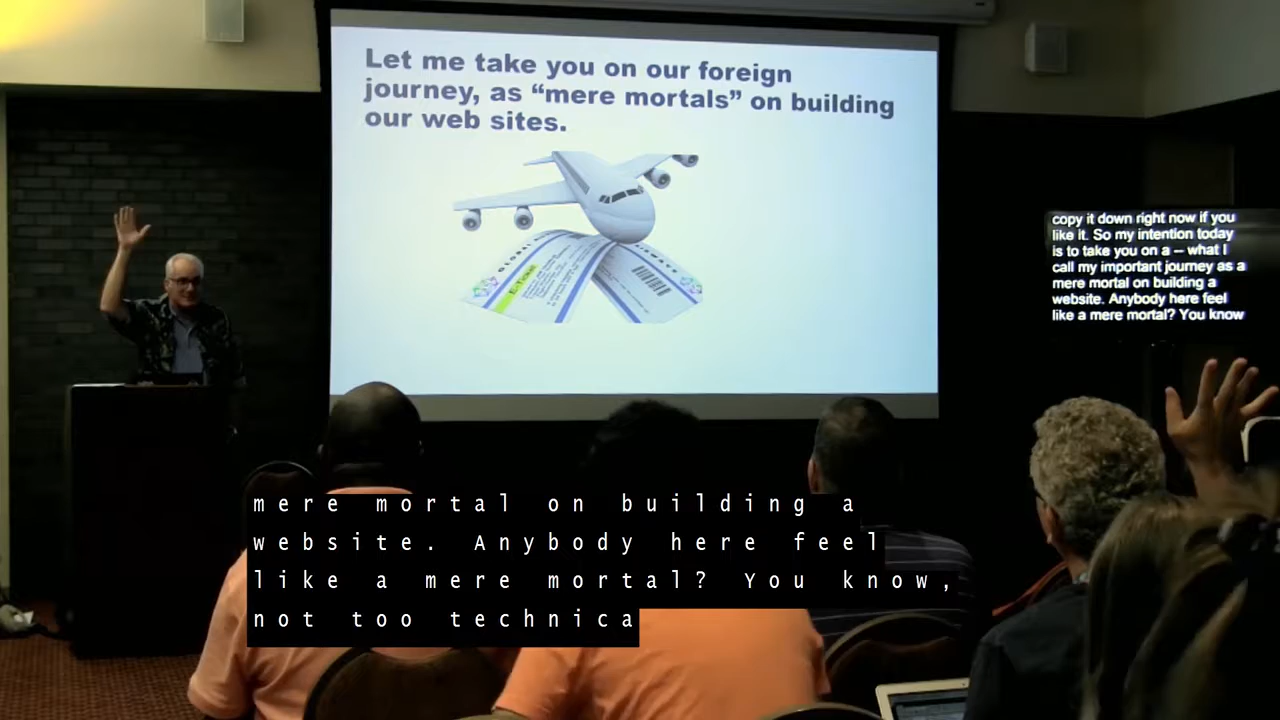 Let me take you on our foreign
journey, as “mere mortals” on building
our web sites.
E-Ticket
copy it down right now if you
like it. So my intention today
is to take you on a -- what I
call my important journey as a
mere mortal on building a
website. Anybody here feel
like a mere mortal? You know
mere mortal on building a
website. Anybody here feel
like a mere mortal? You know,
not too technica